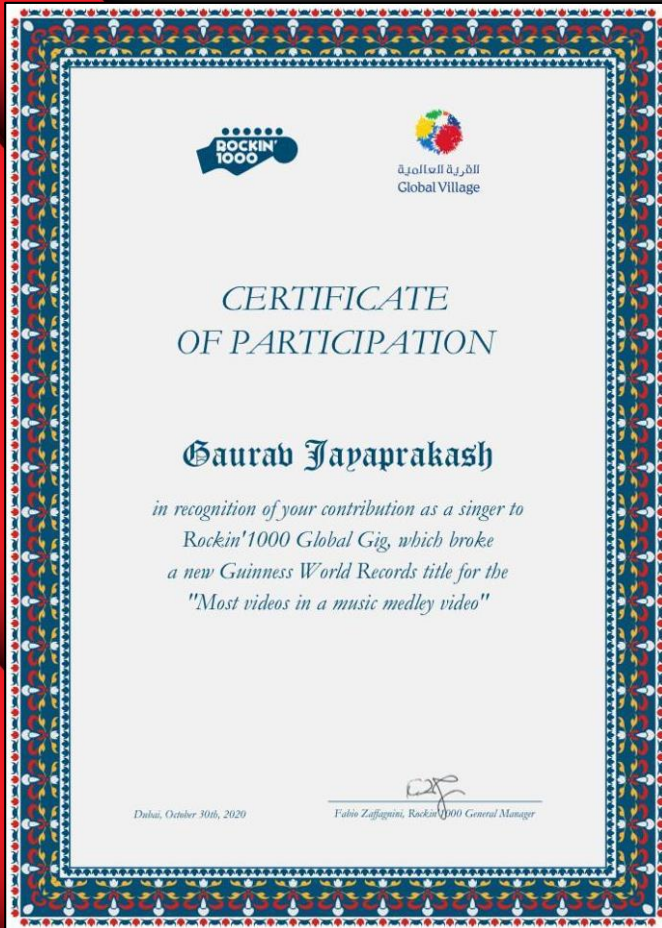 ROCKIN'
1000
القرية العالمية
Global Village
CERTIFICATE
OF PARTICIPATION
Gaurav Jayaprakash
in recognition of your contribution as a singer to
Rockin'1000 Global Gig, which broke
a new Guinness World Records title for the
"Most videos in a music medley video"
Dubai, October 30th, 2020
Fabio Zaffagnini, Rockin'1000 General Manager